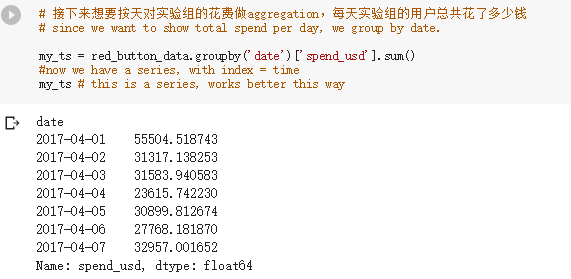 # 接下来想要按天对实验组的花费做aggregation，每天实验组的用户总共花了多少钱
# since we want to show total spend per day, we group by date.
my_ts = red_button_data.groupby('date')['spend_usd'].sum()
#now we have a series, with index = time
my_ts # this is a series, works better this way
date
2017-04-01    55504.518743
2017-04-02    31317.138253
2017-04-03    31583.940583
2017-04-04    23615.742230
2017-04-05    30899.812674
2017-04-06    27768.181870
2017-04-07    32957.001652
Name: spend_usd, dtype: float64